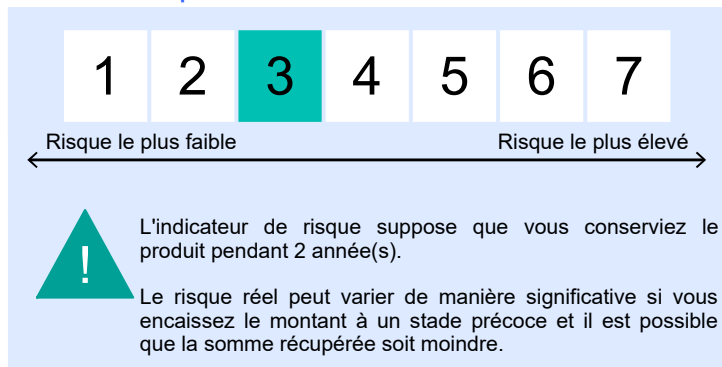 1 2 3 4 5 6 7
Risque le plus faible Risque le plus élevé
!
L'indicateur de risque suppose que vous conserviez le
produit pendant 2 année(s).
Le risque réel peut varier de manière significative si vous
encaissez le montant à un stade précoce et il est possible
que la somme récupérée soit moindre.